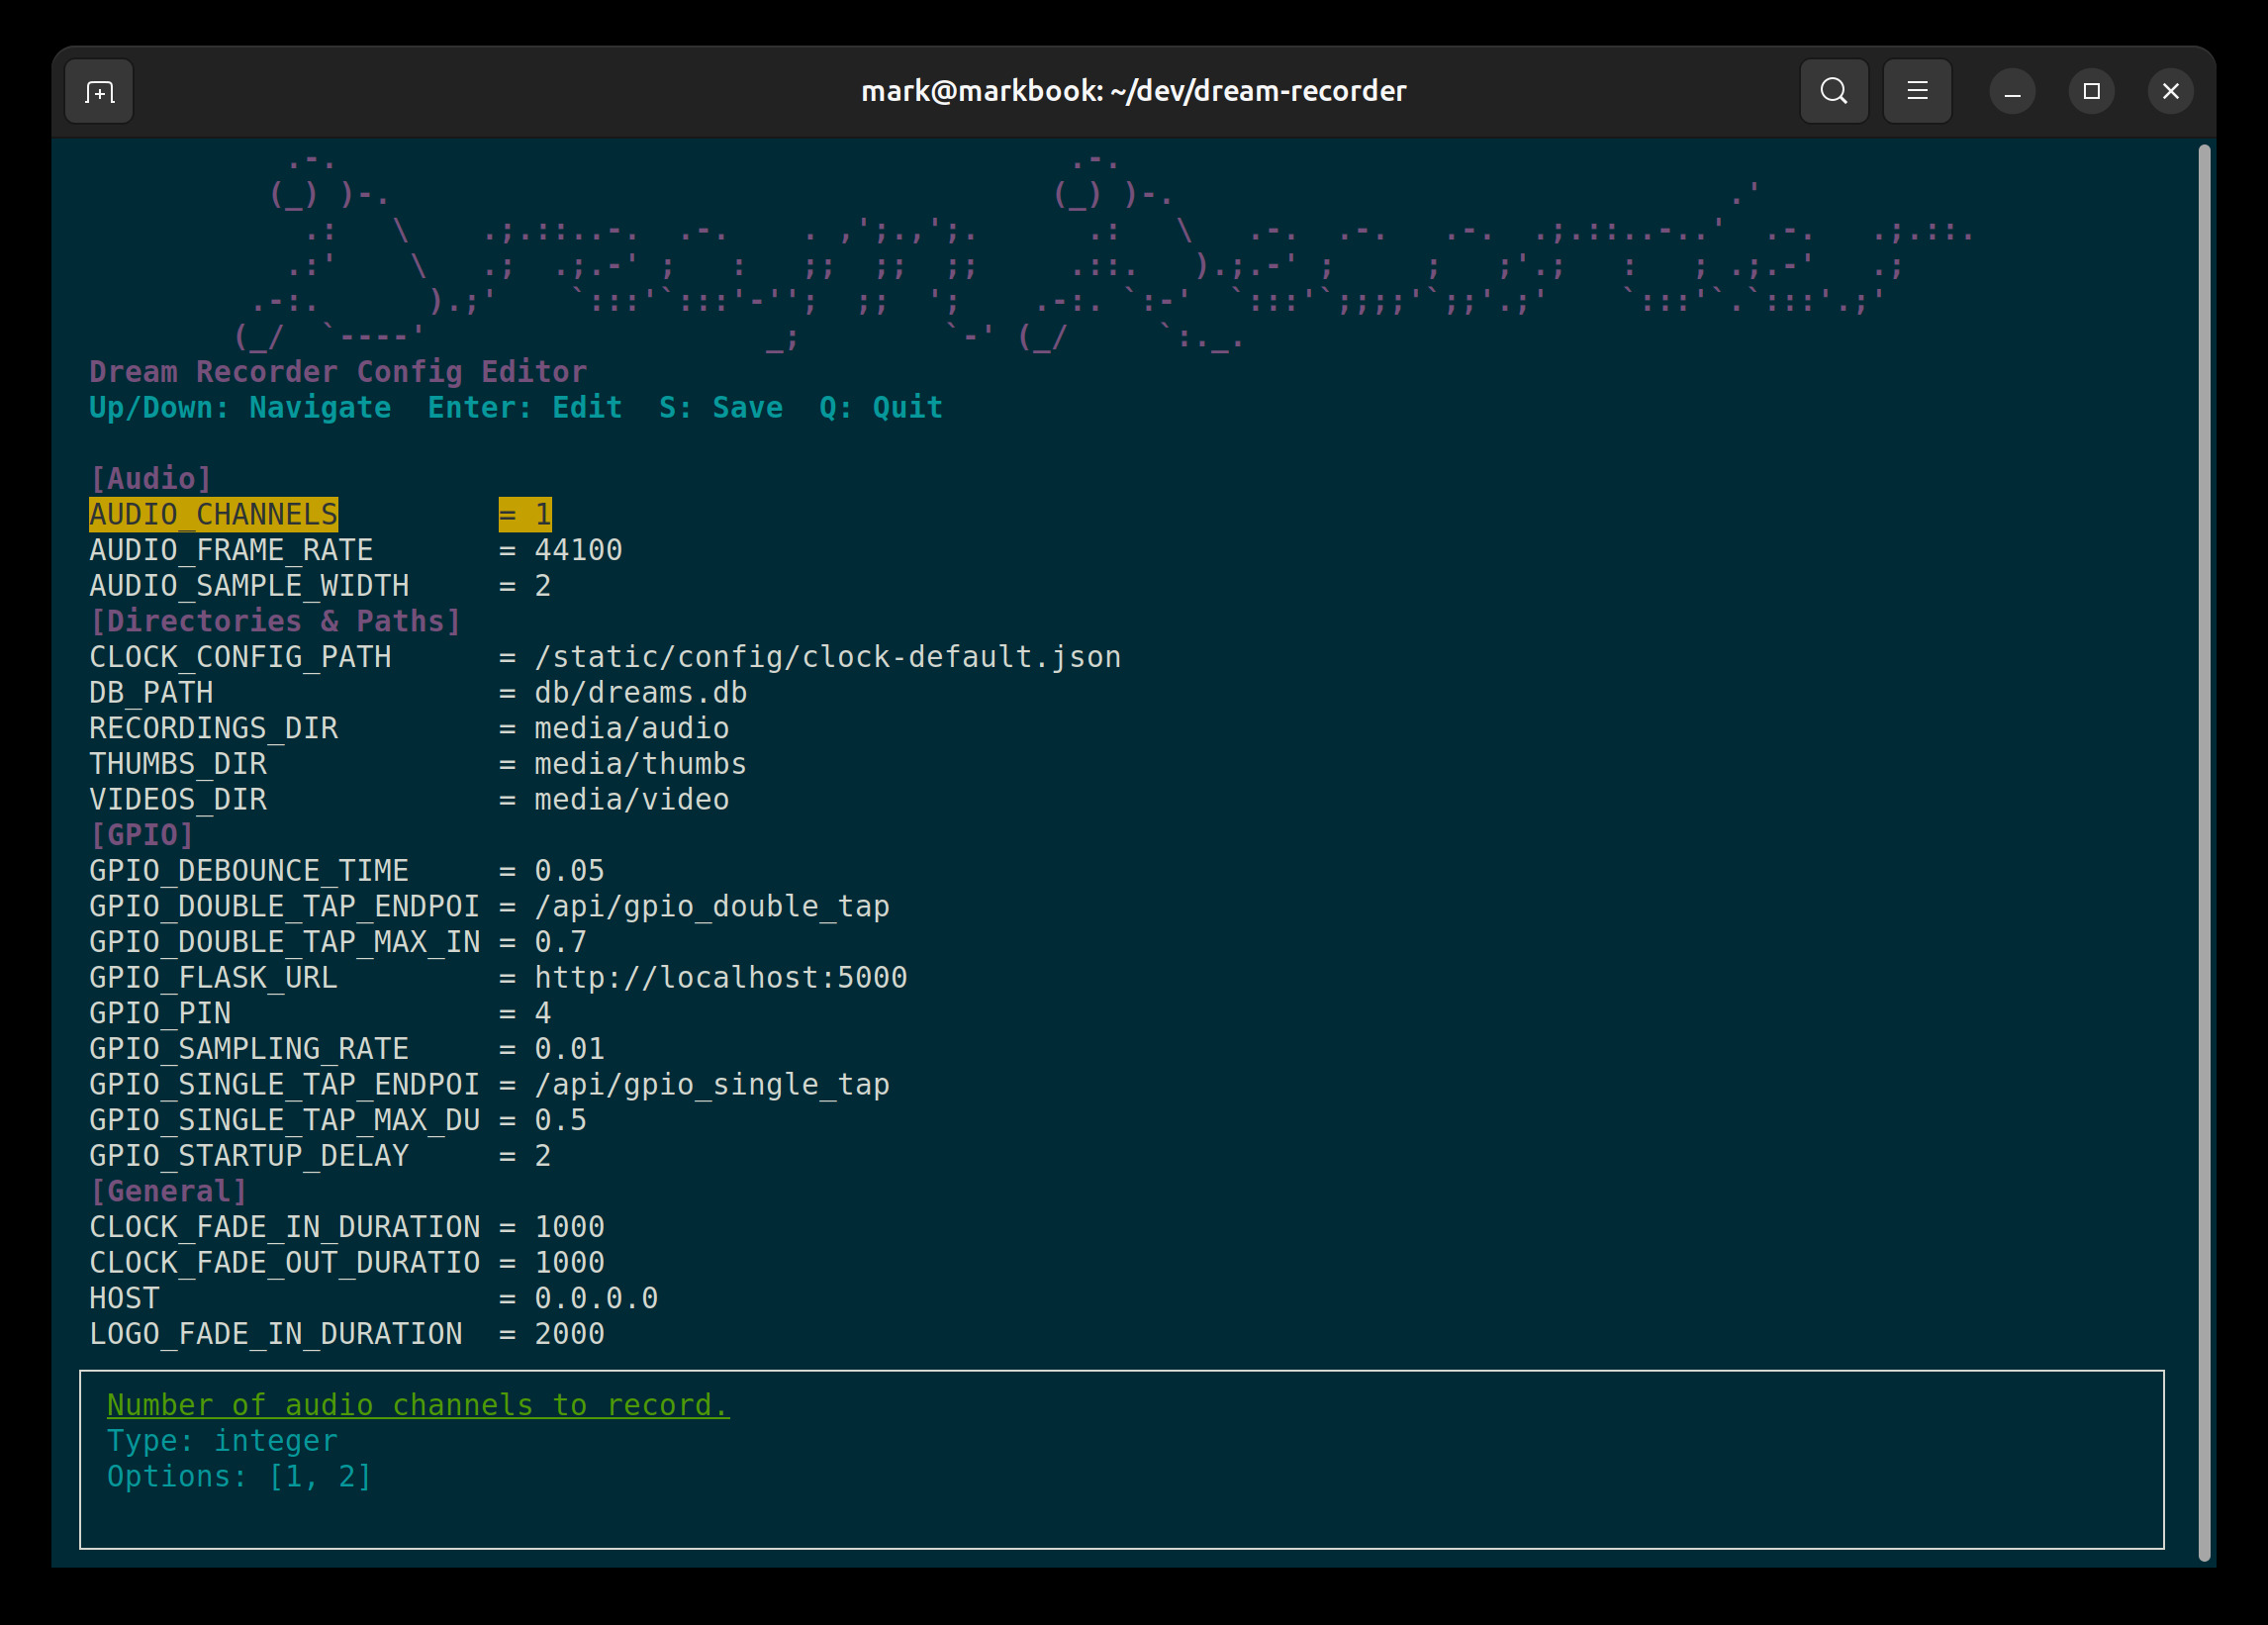 mark@markbook: ~/dev/dream-recorder
Dream Recorder
Dream Recorder Config Editor
Up/Down: Navigate  Enter: Edit  S: Save  Q: Quit
[Audio]
AUDIO_CHANNELS         = 1
AUDIO_FRAME_RATE       = 44100
AUDIO_SAMPLE_WIDTH     = 2
[Directories & Paths]
CLOCK_CONFIG_PATH      = /static/config/clock-default.json
DB_PATH                = db/dreams.db
RECORDINGS_DIR         = media/audio
THUMBS_DIR             = media/thumbs
VIDEOS_DIR             = media/video
[GPIO]
GPIO_DEBOUNCE_TIME     = 0.05
GPIO_DOUBLE_TAP_ENDPOI = /api/gpio_double_tap
GPIO_DOUBLE_TAP_MAX_IN = 0.7
GPIO_FLASK_URL         = http://localhost:5000
GPIO_PIN               = 4
GPIO_SAMPLING_RATE     = 0.01
GPIO_SINGLE_TAP_ENDPOI = /api/gpio_single_tap
GPIO_SINGLE_TAP_MAX_DU = 0.5
GPIO_STARTUP_DELAY     = 2
[General]
CLOCK_FADE_IN_DURATION = 1000
CLOCK_FADE_OUT_DURATIO = 1000
HOST                   = 0.0.0.0
LOGO_FADE_IN_DURATION  = 2000
Number of audio channels to record.
Type: integer
Options: [1, 2]